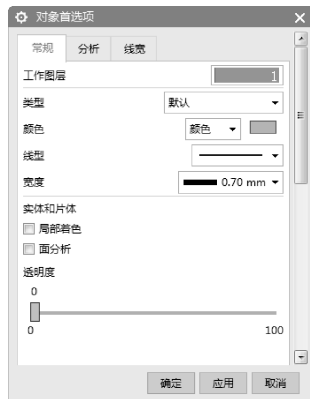 对象首选项
常规 分析 线宽
工作图层 1
类型 默认
颜色 颜色
线型
宽度 0.70 mm
实体和片体
局部着色
面分析
透明度
0
0 100
确定 应用 取消